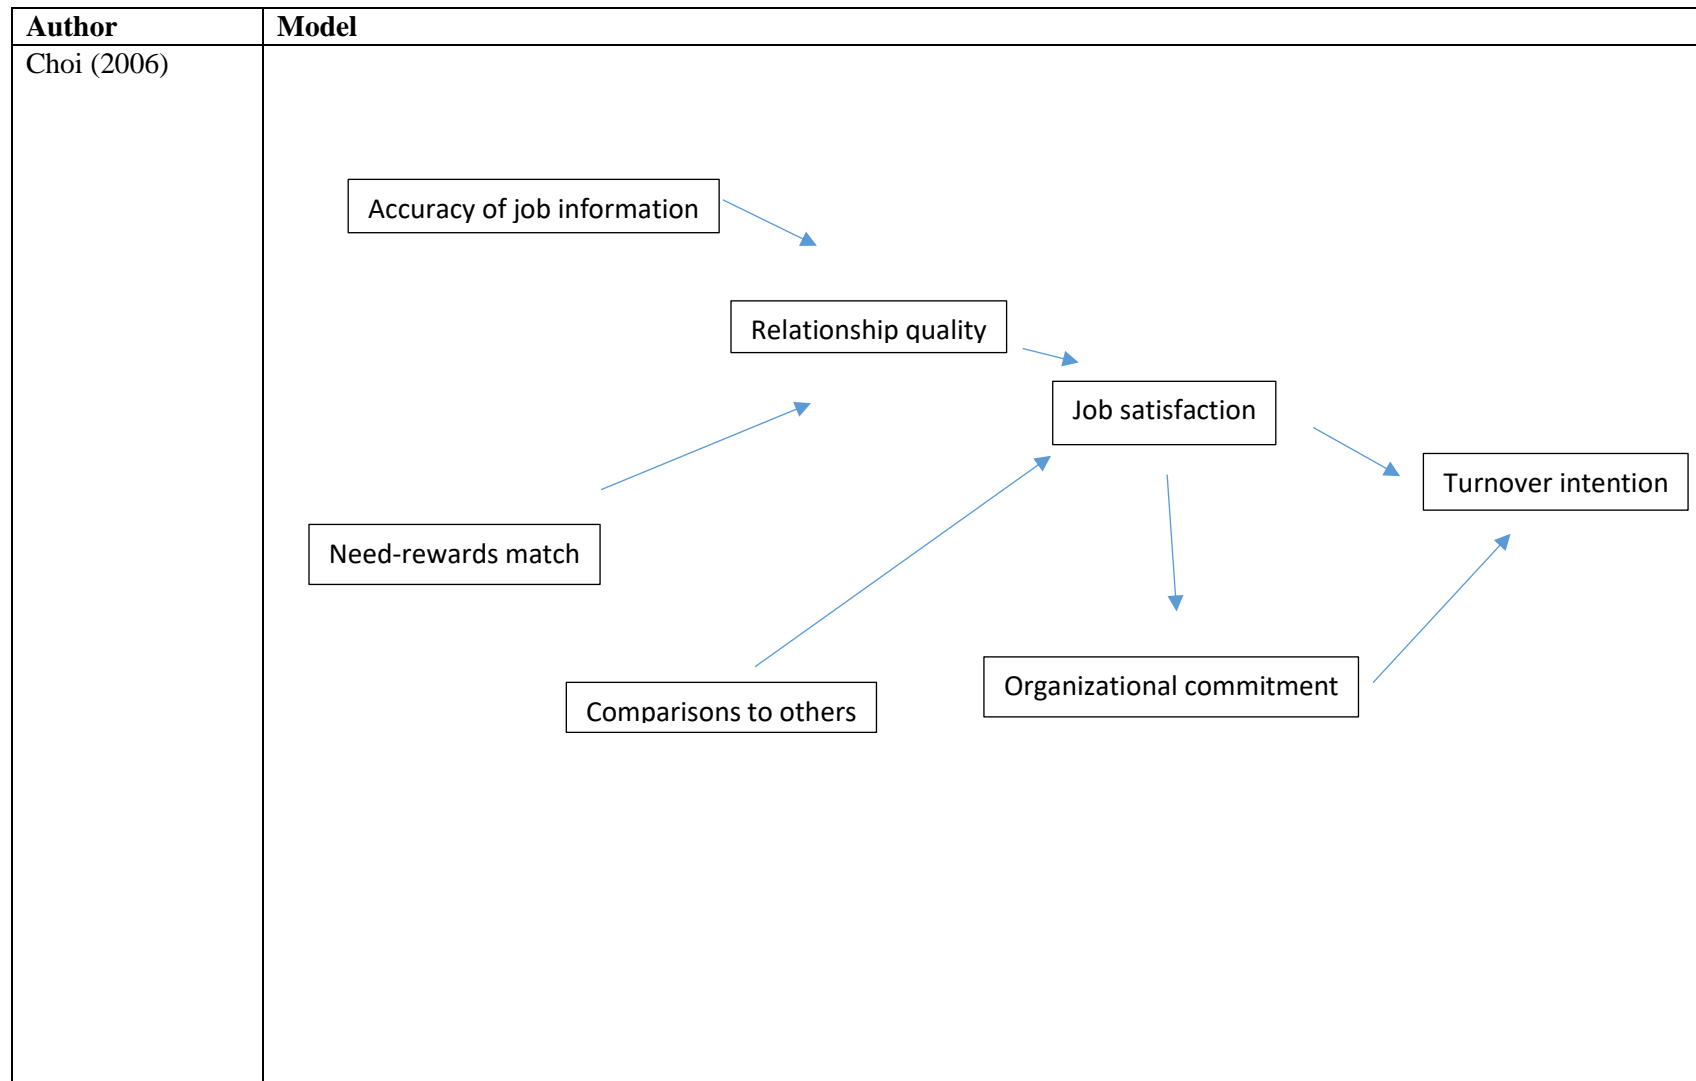 Author
Model
Choi (2006)
Accuracy of job information
Relationship quality
Job satisfaction
Turnover intention
Need-rewards match
Organizational commitment
Comparisons to others